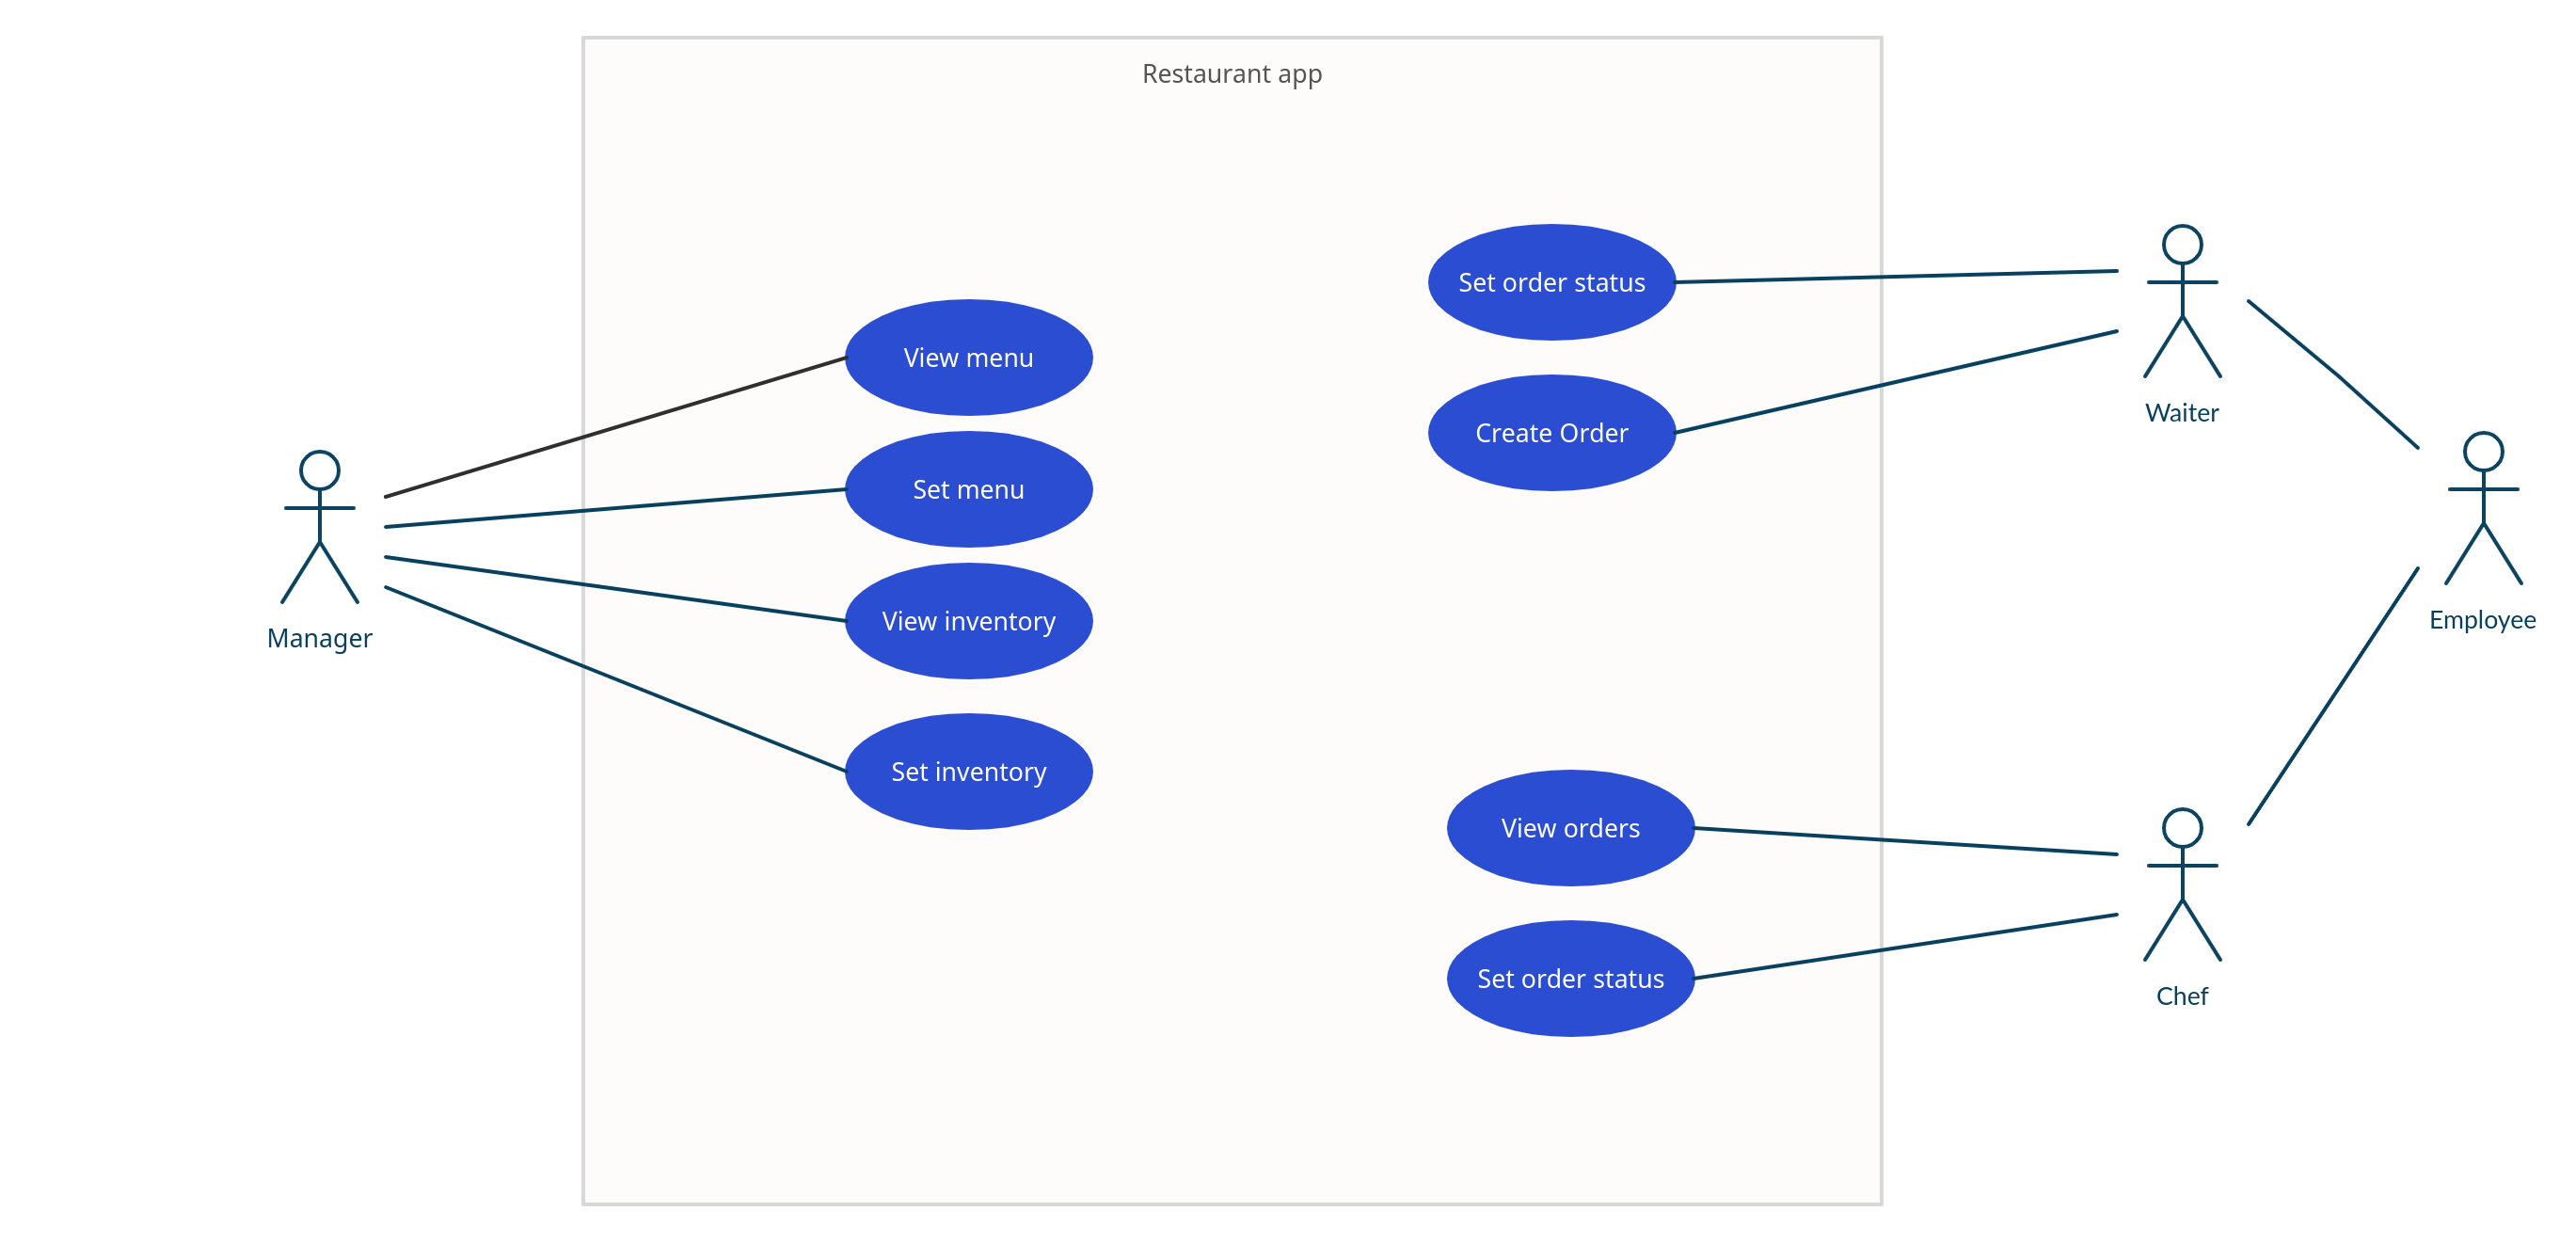 Restaurant app
View menu
Set menu
View inventory
Set inventory
Manager
Set order status
Create Order
Waiter
Employee
View orders
Set order status
Chef